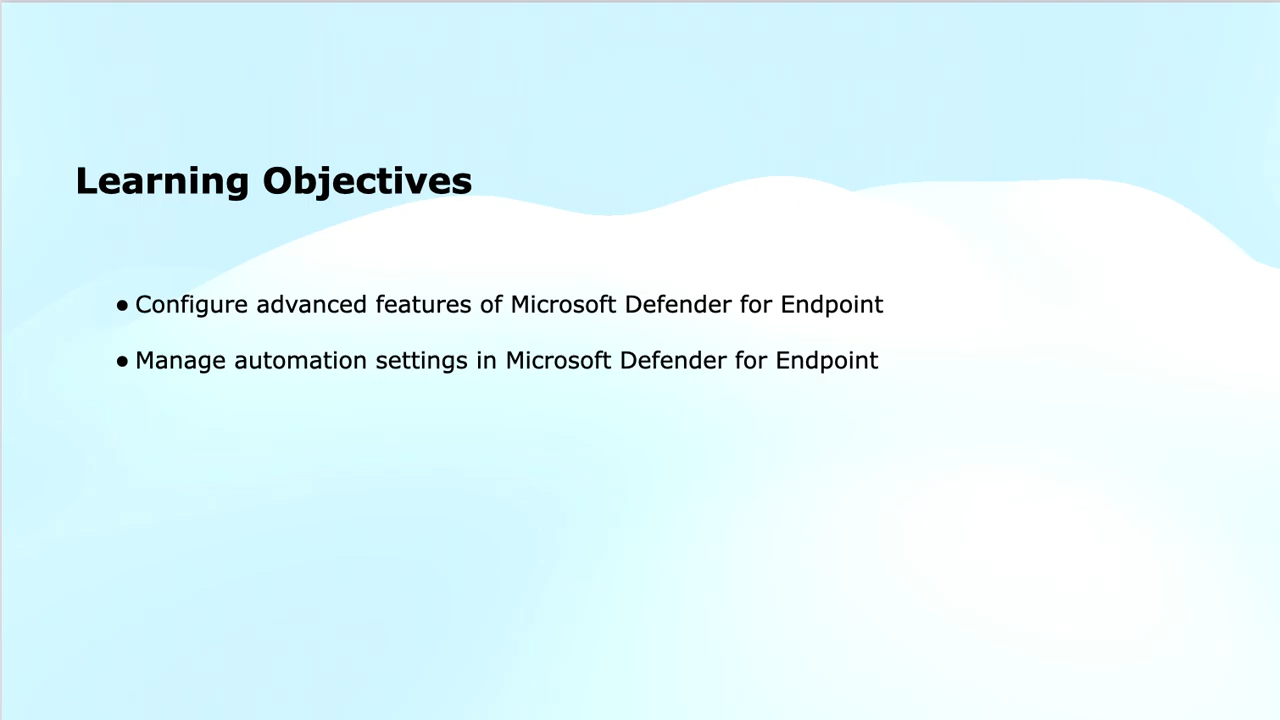 Learning Objectives
● Configure advanced features of Microsoft Defender for Endpoint
● Manage automation settings in Microsoft Defender for Endpoint